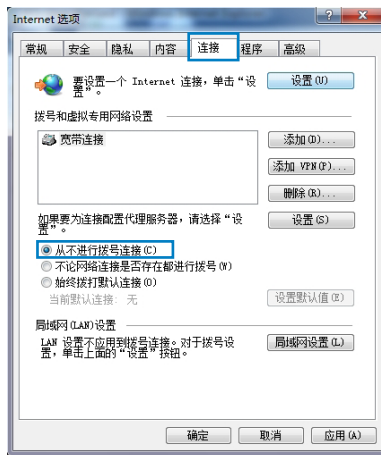 Internet 选项
常规 安全 隐私 内容 连接 程序 高级
要设置一个 Internet 连接，单击“设
置”。
设置(U)
拨号和虚拟专用网络设置
宽带连接
添加(D)...
添加 VPN(P)...
删除(R)...
如果要为连接配置代理服务器，请选择“设
置”。
设置(S)
从不进行拨号连接(C)
不论网络连接是否存在都进行拨号(W)
始终拨打默认连接(O)
当前默认连接: 无
设置默认值(E)
局域网(LAN)设置
LAN 设置不应用到拨号连接。对于拨号设
置，单击上面的“设置”按钮。
局域网设置(L)
确定 取消 应用(A)